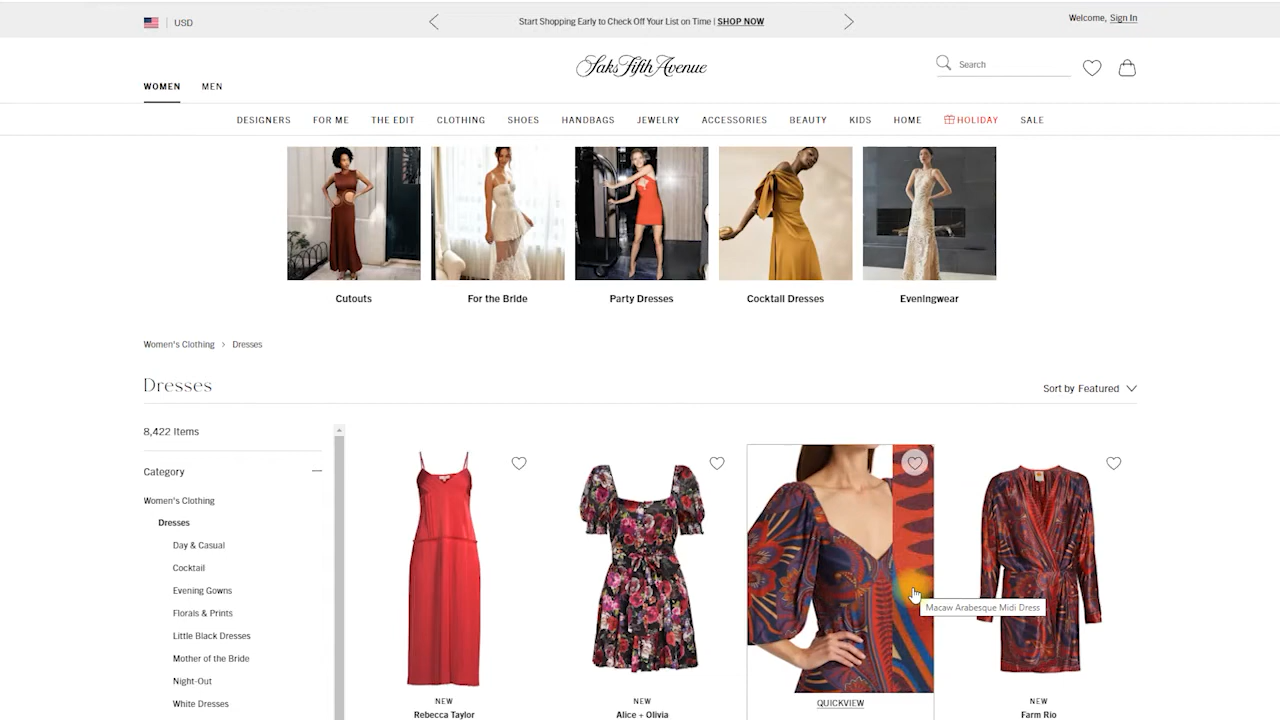 USD
Start Shopping Early to Check Off Your List on Time | SHOP NOW
Welcome, Sign In
Saks Fifth Avenue
Search
WOMEN MEN
DESIGNERS FOR ME THE EDIT CLOTHING SHOES HANDBAGS JEWELRY ACCESSORIES BEAUTY KIDS HOME HOLIDAY SALE
Cutouts For the Bride Party Dresses Cocktail Dresses Eveningwear
Women's Clothing > Dresses
Dresses
Sort by Featured
8,422 Items
Category
Women's Clothing
Dresses
Day & Casual
Cocktail
Evening Gowns
Florals & Prints
Little Black Dresses
Mother of the Bride
Night-Out
White Dresses
Macaw Arabesque Midi Dress
NEW NEW QUICKVIEW NEW
Rebecca Taylor Alice + Olivia Farm Rio